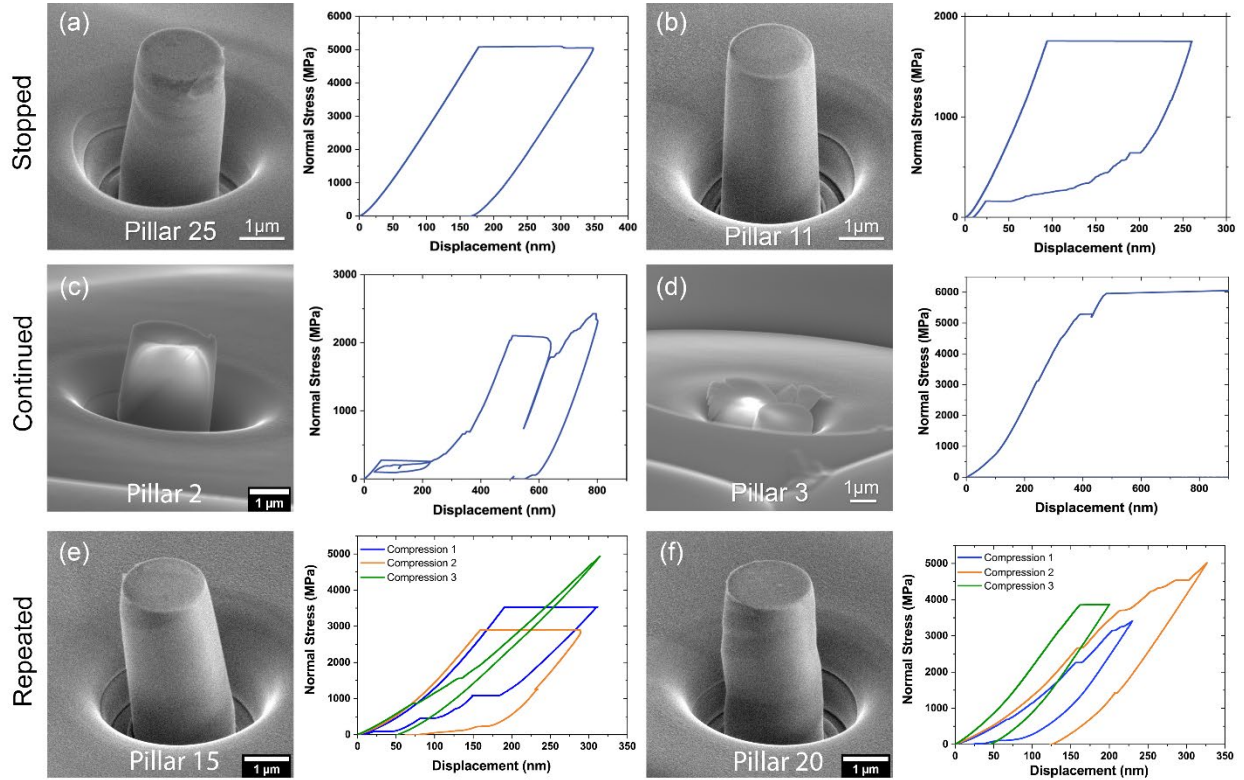 Stopped
(a)
Pillar 25
1µm
Normal Stress (MPa)
6000
5000
4000
3000
2000
1000
0
0 50 100 150 200 250 300 350 400
Displacement (nm)
(b)
Pillar 11
1µm
Normal Stress (MPa)
2000
1000
0
0 50 100 150 200 250 300
Displacement (nm)
Continued
(c)
Pillar 2
1 µm
Normal Stress (MPa)
3000
2000
1000
0
0 200 400 600 800
Displacement (nm)
(d)
Pillar 3
1µm
Normal Stress (MPa)
6000
5000
4000
3000
2000
1000
0
0 200 400 600 800
Displacement (nm)
Repeated
(e)
Pillar 15
1 µm
Normal Stress (MPa)
Compression 1
Compression 2
Compression 3
5000
4000
3000
2000
1000
0
0 50 100 150 200 250 300 350
Displacement (nm)
(f)
Pillar 20
1 µm
Normal Stress (MPa)
Compression 1
Compression 2
Compression 3
5000
4000
3000
2000
1000
0
0 50 100 150 200 250 300 350
Displacement (nm)